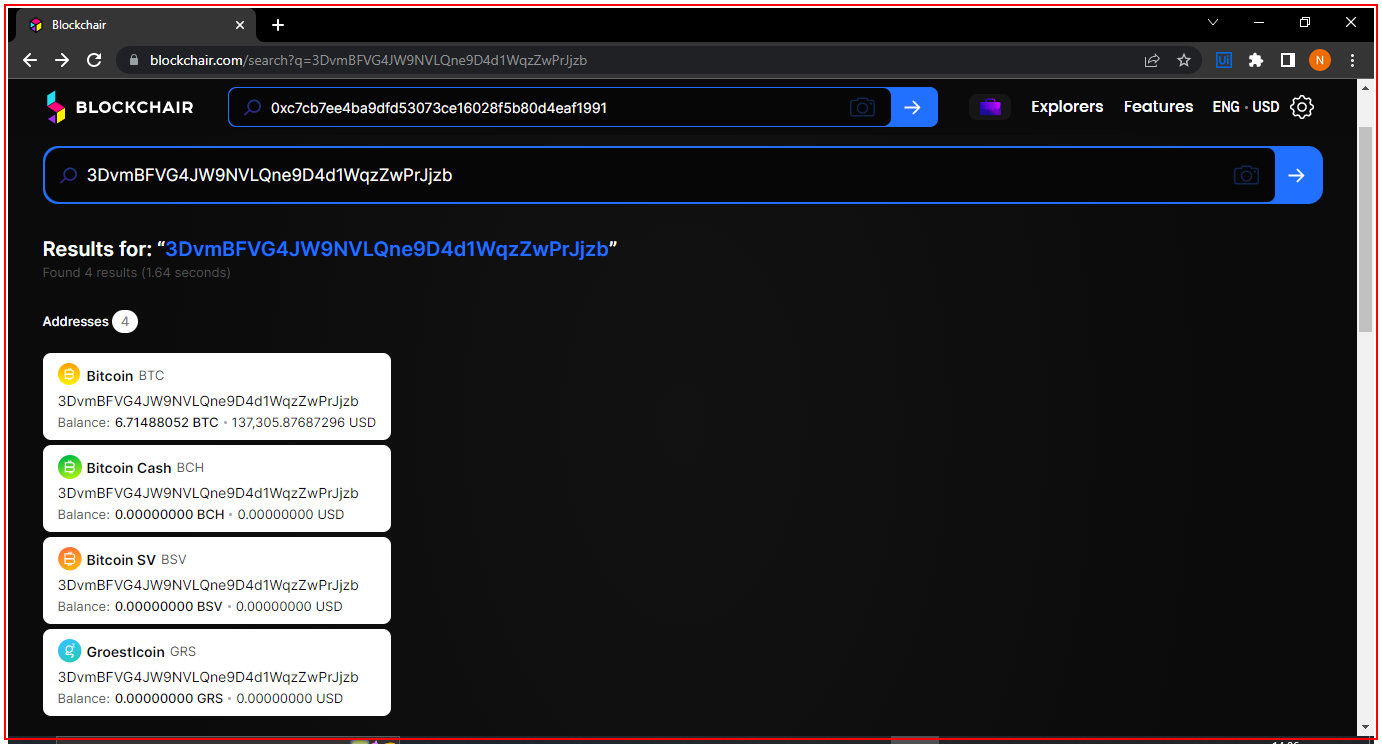 Blockchair
blockchair.com/search?q=3DvmBFVG4JW9NVLQne9D4d1WqzZwPrJjzb
Ui
N
BLOCKCHAIR
0xc7cb7ee4ba9dfd53073ce16028f5b80d4eaf1991
Explorers
Features
ENG · USD
3DvmBFVG4JW9NVLQne9D4d1WqzZwPrJjzb
Results for: “3DvmBFVG4JW9NVLQne9D4d1WqzZwPrJjzb”
Found 4 results (1.64 seconds)
Addresses 4
Bitcoin BTC
3DvmBFVG4JW9NVLQne9D4d1WqzZwPrJjzb
Balance: 6.71488052 BTC • 137,305.87687296 USD
Bitcoin Cash BCH
3DvmBFVG4JW9NVLQne9D4d1WqzZwPrJjzb
Balance: 0.00000000 BCH • 0.00000000 USD
Bitcoin SV BSV
3DvmBFVG4JW9NVLQne9D4d1WqzZwPrJjzb
Balance: 0.00000000 BSV • 0.00000000 USD
Groestlcoin GRS
3DvmBFVG4JW9NVLQne9D4d1WqzZwPrJjzb
Balance: 0.00000000 GRS • 0.00000000 USD